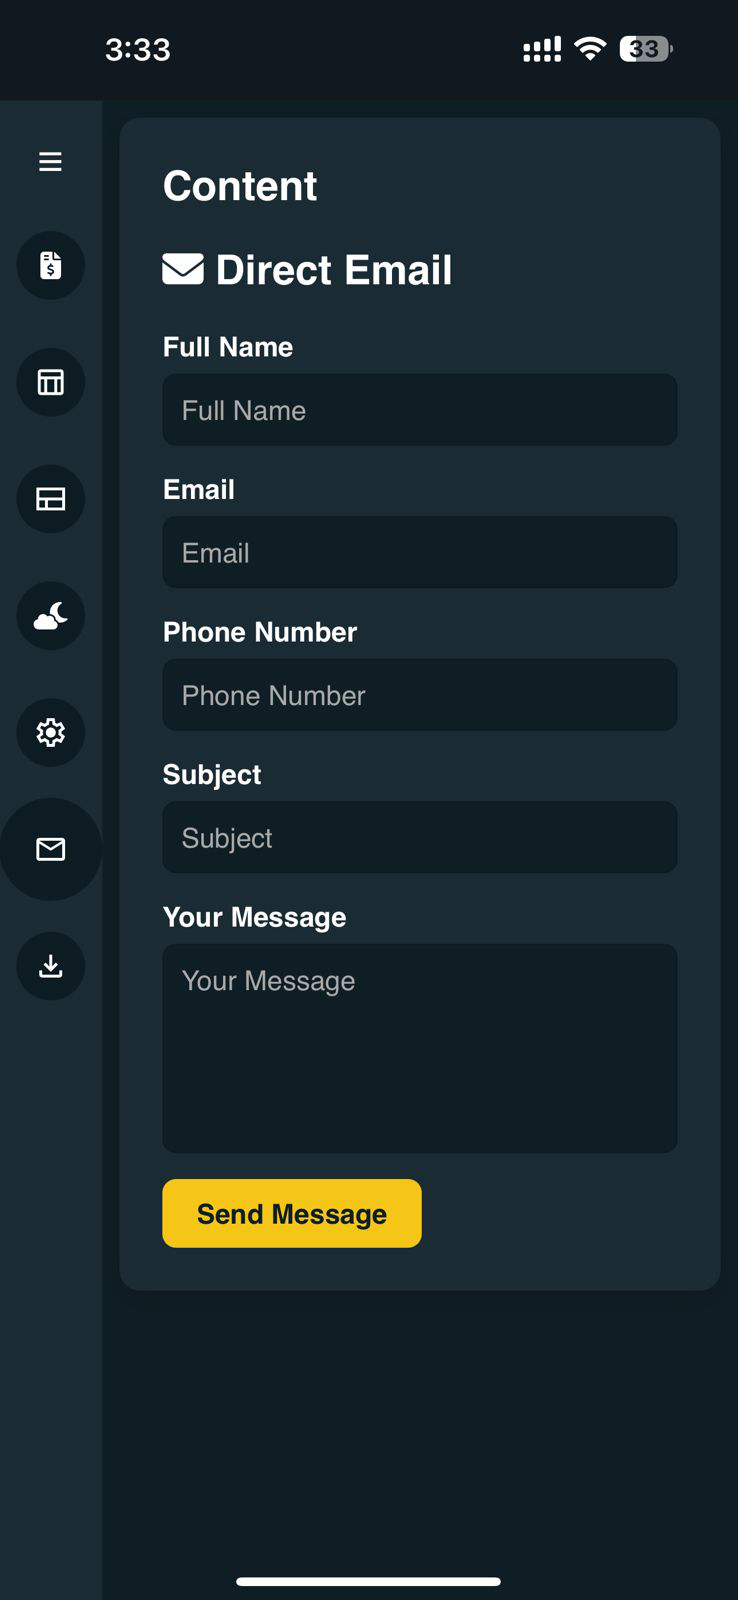 3:33
33
Content
Direct Email
Full Name
Full Name
Email
Email
Phone Number
Phone Number
Subject
Subject
Your Message
Your Message
Send Message